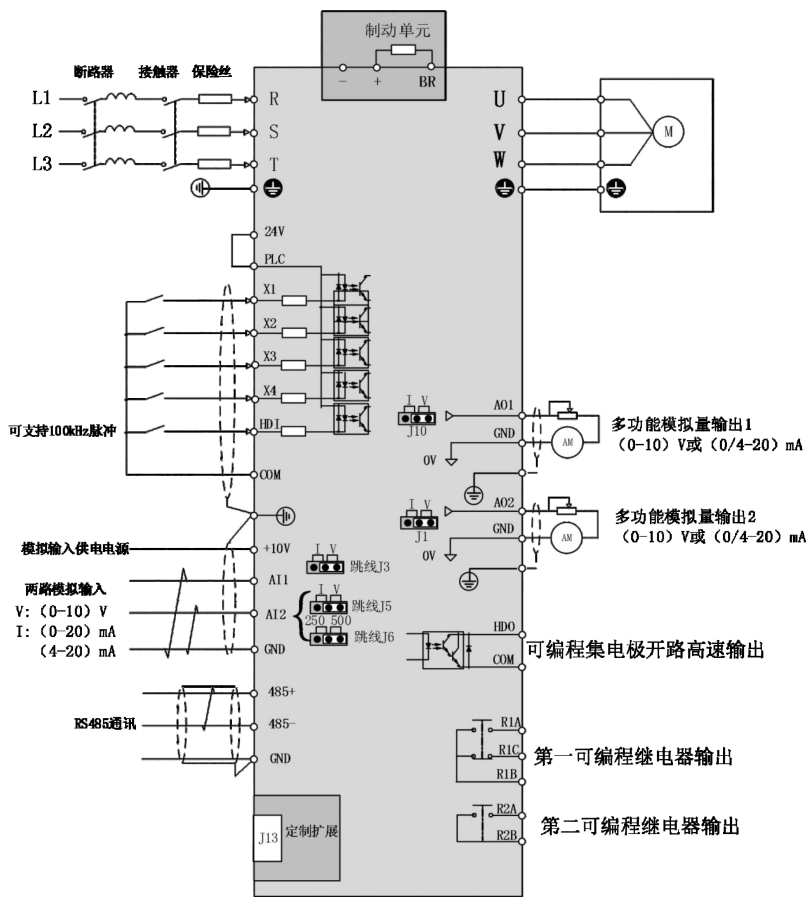 制动单元
- + BR
断路器 接触器 保险丝
L1
L2
L3
R
S
T
U
V
W
M
24V
PLC
X1
X2
X3
X4
HDI
可支持100kHz脉冲
COM
模拟输入供电电源
+10V
I V
跳线J3
两路模拟输入
V:（0-10）V
I:（0-20）mA
（4-20）mA
AI1
AI2
I V
跳线J5
250 500
跳线J6
GND
RS485通讯
485+
485-
GND
J13
定制扩展
I V
J10
AO1
GND
0V
AM
多功能模拟量输出1
（0-10）V或（0/4-20）mA
I V
J1
AO2
GND
0V
AM
多功能模拟量输出2
（0-10）V或（0/4-20）mA
HDO
COM
可编程集电极开路高速输出
R1A
R1C
R1B
第一可编程继电器输出
R2A
R2B
第二可编程继电器输出